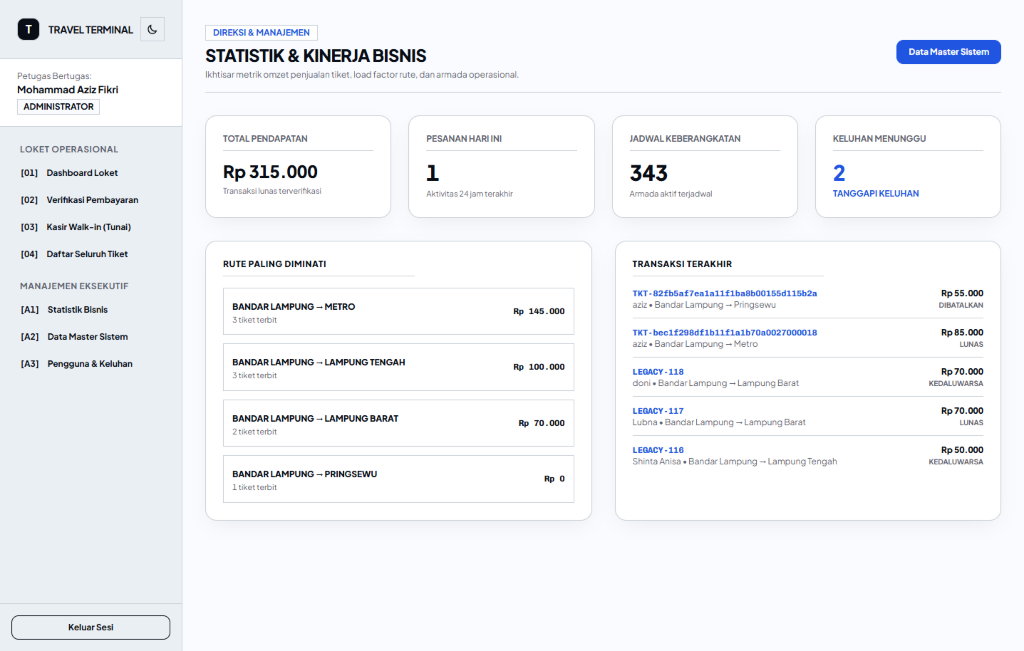 T TRAVEL TERMINAL
Petugas Bertugas:
Mohammad Aziz Fikri
ADMINISTRATOR
LOKET OPERASIONAL
[01] Dashboard Loket
[02] Verifikasi Pembayaran
[03] Kasir Walk-in (Tunai)
[04] Daftar Seluruh Tiket
MANAJEMEN EKSEKUTIF
[A1] Statistik Bisnis
[A2] Data Master Sistem
[A3] Pengguna & Keluhan
Keluar Sesi
DIREKSI & MANAJEMEN
STATISTIK & KINERJA BISNIS
Ikhtisar metrik omzet penjualan tiket, load factor rute, dan armada operasional.
Data Master Sistem
TOTAL PENDAPATAN
Rp 315.000
Transaksi lunas terverifikasi
PESANAN HARI INI
1
Aktivitas 24 jam terakhir
JADWAL KEBERANGKATAN
343
Armada aktif terjadwal
KELUHAN MENUNGGU
2
TANGGAPI KELUHAN
RUTE PALING DIMINATI
BANDAR LAMPUNG → METRO
3 tiket terbit
Rp 145.000
BANDAR LAMPUNG → LAMPUNG TENGAH
3 tiket terbit
Rp 100.000
BANDAR LAMPUNG → LAMPUNG BARAT
2 tiket terbit
Rp 70.000
BANDAR LAMPUNG → PRINGSEWU
1 tiket terbit
Rp 0
TRANSAKSI TERAKHIR
TKT-82fb5af7ea1a11f1ba8b00155d115b2a
aziz • Bandar Lampung → Pringsewu
Rp 55.000
DIBATALKAN
TKT-bec1f298df1b11f1a1b70a0027000018
aziz • Bandar Lampung → Metro
Rp 85.000
LUNAS
LEGACY-118
doni • Bandar Lampung → Lampung Barat
Rp 70.000
KEDALUWARSA
LEGACY-117
Lubna • Bandar Lampung → Lampung Barat
Rp 70.000
LUNAS
LEGACY-116
Shinta Anisa • Bandar Lampung → Lampung Tengah
Rp 50.000
KEDALUWARSA